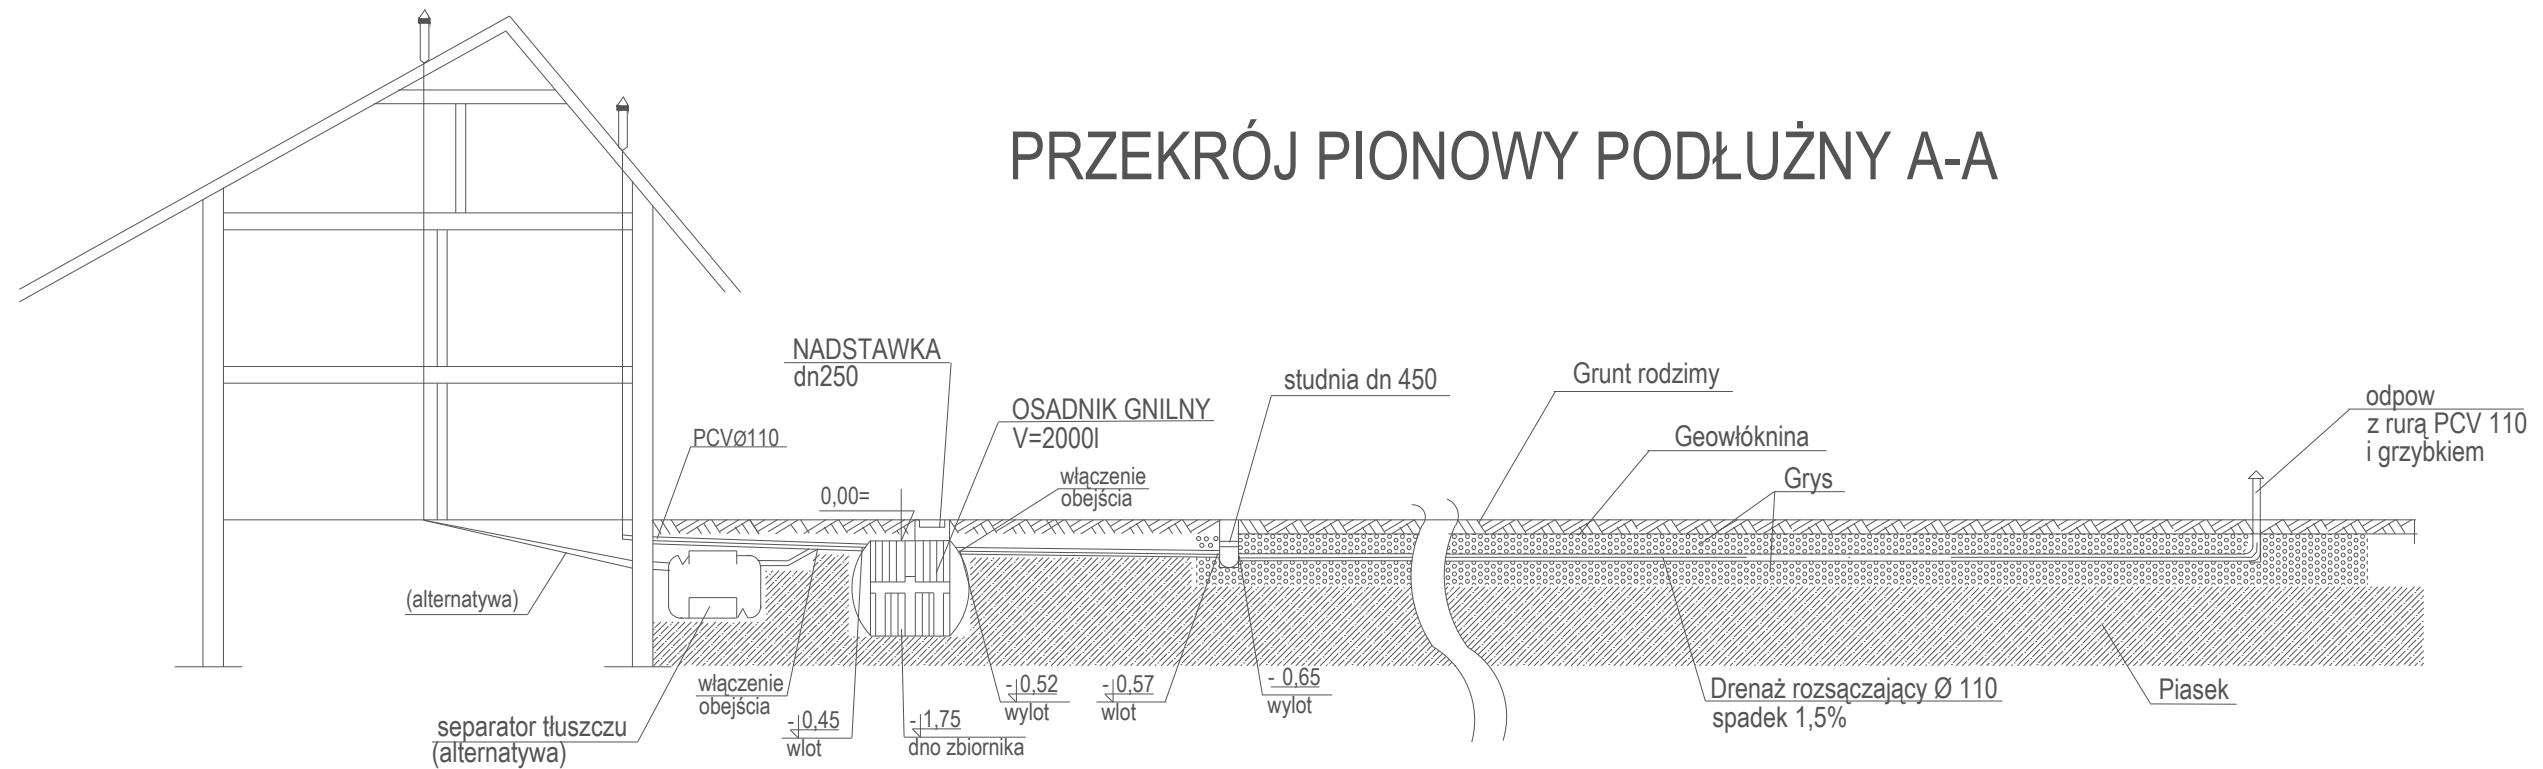 PRZEKRÓJ PIONOWY PODŁUŻNY A-A
NADSTAWKA
dn250
OSADNIK GNILNY
V=2000l
PCVØ110
włączenie
obejścia
0,00=
studnia dn 450
Grunt rodzimy
Geowłóknina
Grys
odpow
z rurą PCV 110
i grzybkiem
(alternatywa)
separator tłuszczu
(alternatywa)
włączenie
obejścia
- 0,45
wlot
- 1,75
dno zbiornika
- 0,52
wylot
- 0,57
wlot
- 0,65
wylot
Drenaż rozsączający Ø 110
spadek 1,5%
Piasek